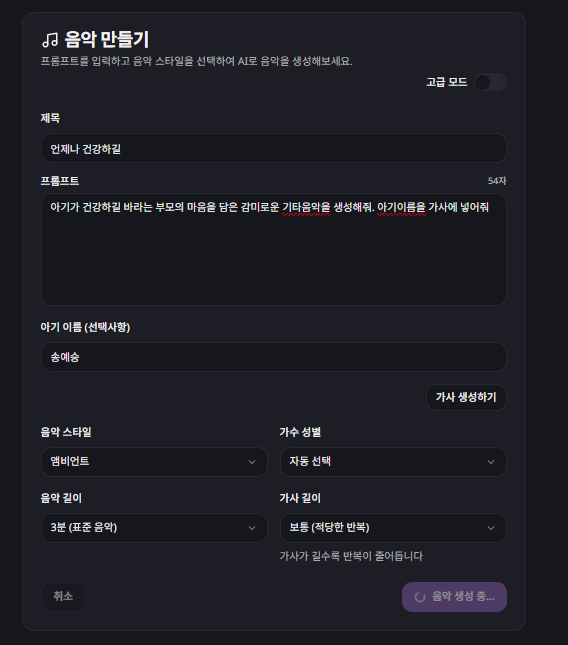 음악 만들기
프롬프트를 입력하고 음악 스타일을 선택하여 AI로 음악을 생성해보세요.
고급 모드
제목
언제나 건강하길
프롬프트
54자
아기가 건강하길 바라는 부모의 마음을 담은 감미로운 기타음악을 생성해줘. 아기이름을 가사에 넣어줘
아기 이름 (선택사항)
송예승
가사 생성하기
음악 스타일
가수 성별
앰비언트
자동 선택
음악 길이
가사 길이
3분 (표준 음악)
보통 (적당한 반복)
가사가 길수록 반복이 줄어듭니다
취소
음악 생성 중...